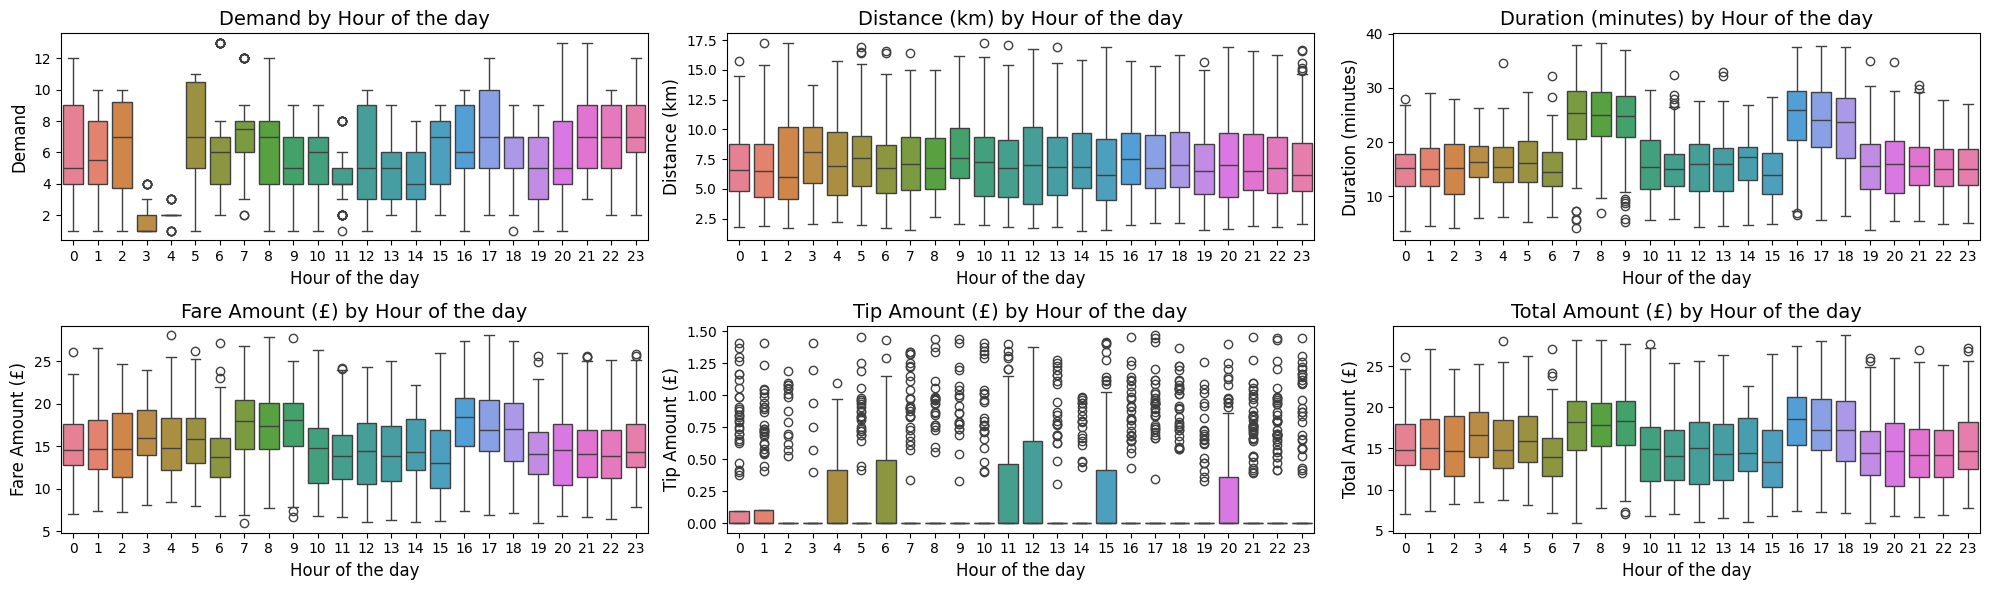 Demand by Hour of the day
Demand
12
10
8
6
4
2
0 1 2 3 4 5 6 7 8 9 10 11 12 13 14 15 16 17 18 19 20 21 22 23
Hour of the day
Distance (km) by Hour of the day
Distance (km)
17.5
15.0
12.5
10.0
7.5
5.0
2.5
0 1 2 3 4 5 6 7 8 9 10 11 12 13 14 15 16 17 18 19 20 21 22 23
Hour of the day
Duration (minutes) by Hour of the day
Duration (minutes)
40
30
20
10
0 1 2 3 4 5 6 7 8 9 10 11 12 13 14 15 16 17 18 19 20 21 22 23
Hour of the day
Fare Amount (£) by Hour of the day
Fare Amount (£)
25
20
15
10
5
0 1 2 3 4 5 6 7 8 9 10 11 12 13 14 15 16 17 18 19 20 21 22 23
Hour of the day
Tip Amount (£) by Hour of the day
Tip Amount (£)
1.50
1.25
1.00
0.75
0.50
0.25
0.00
0 1 2 3 4 5 6 7 8 9 10 11 12 13 14 15 16 17 18 19 20 21 22 23
Hour of the day
Total Amount (£) by Hour of the day
Total Amount (£)
25
20
15
10
5
0 1 2 3 4 5 6 7 8 9 10 11 12 13 14 15 16 17 18 19 20 21 22 23
Hour of the day